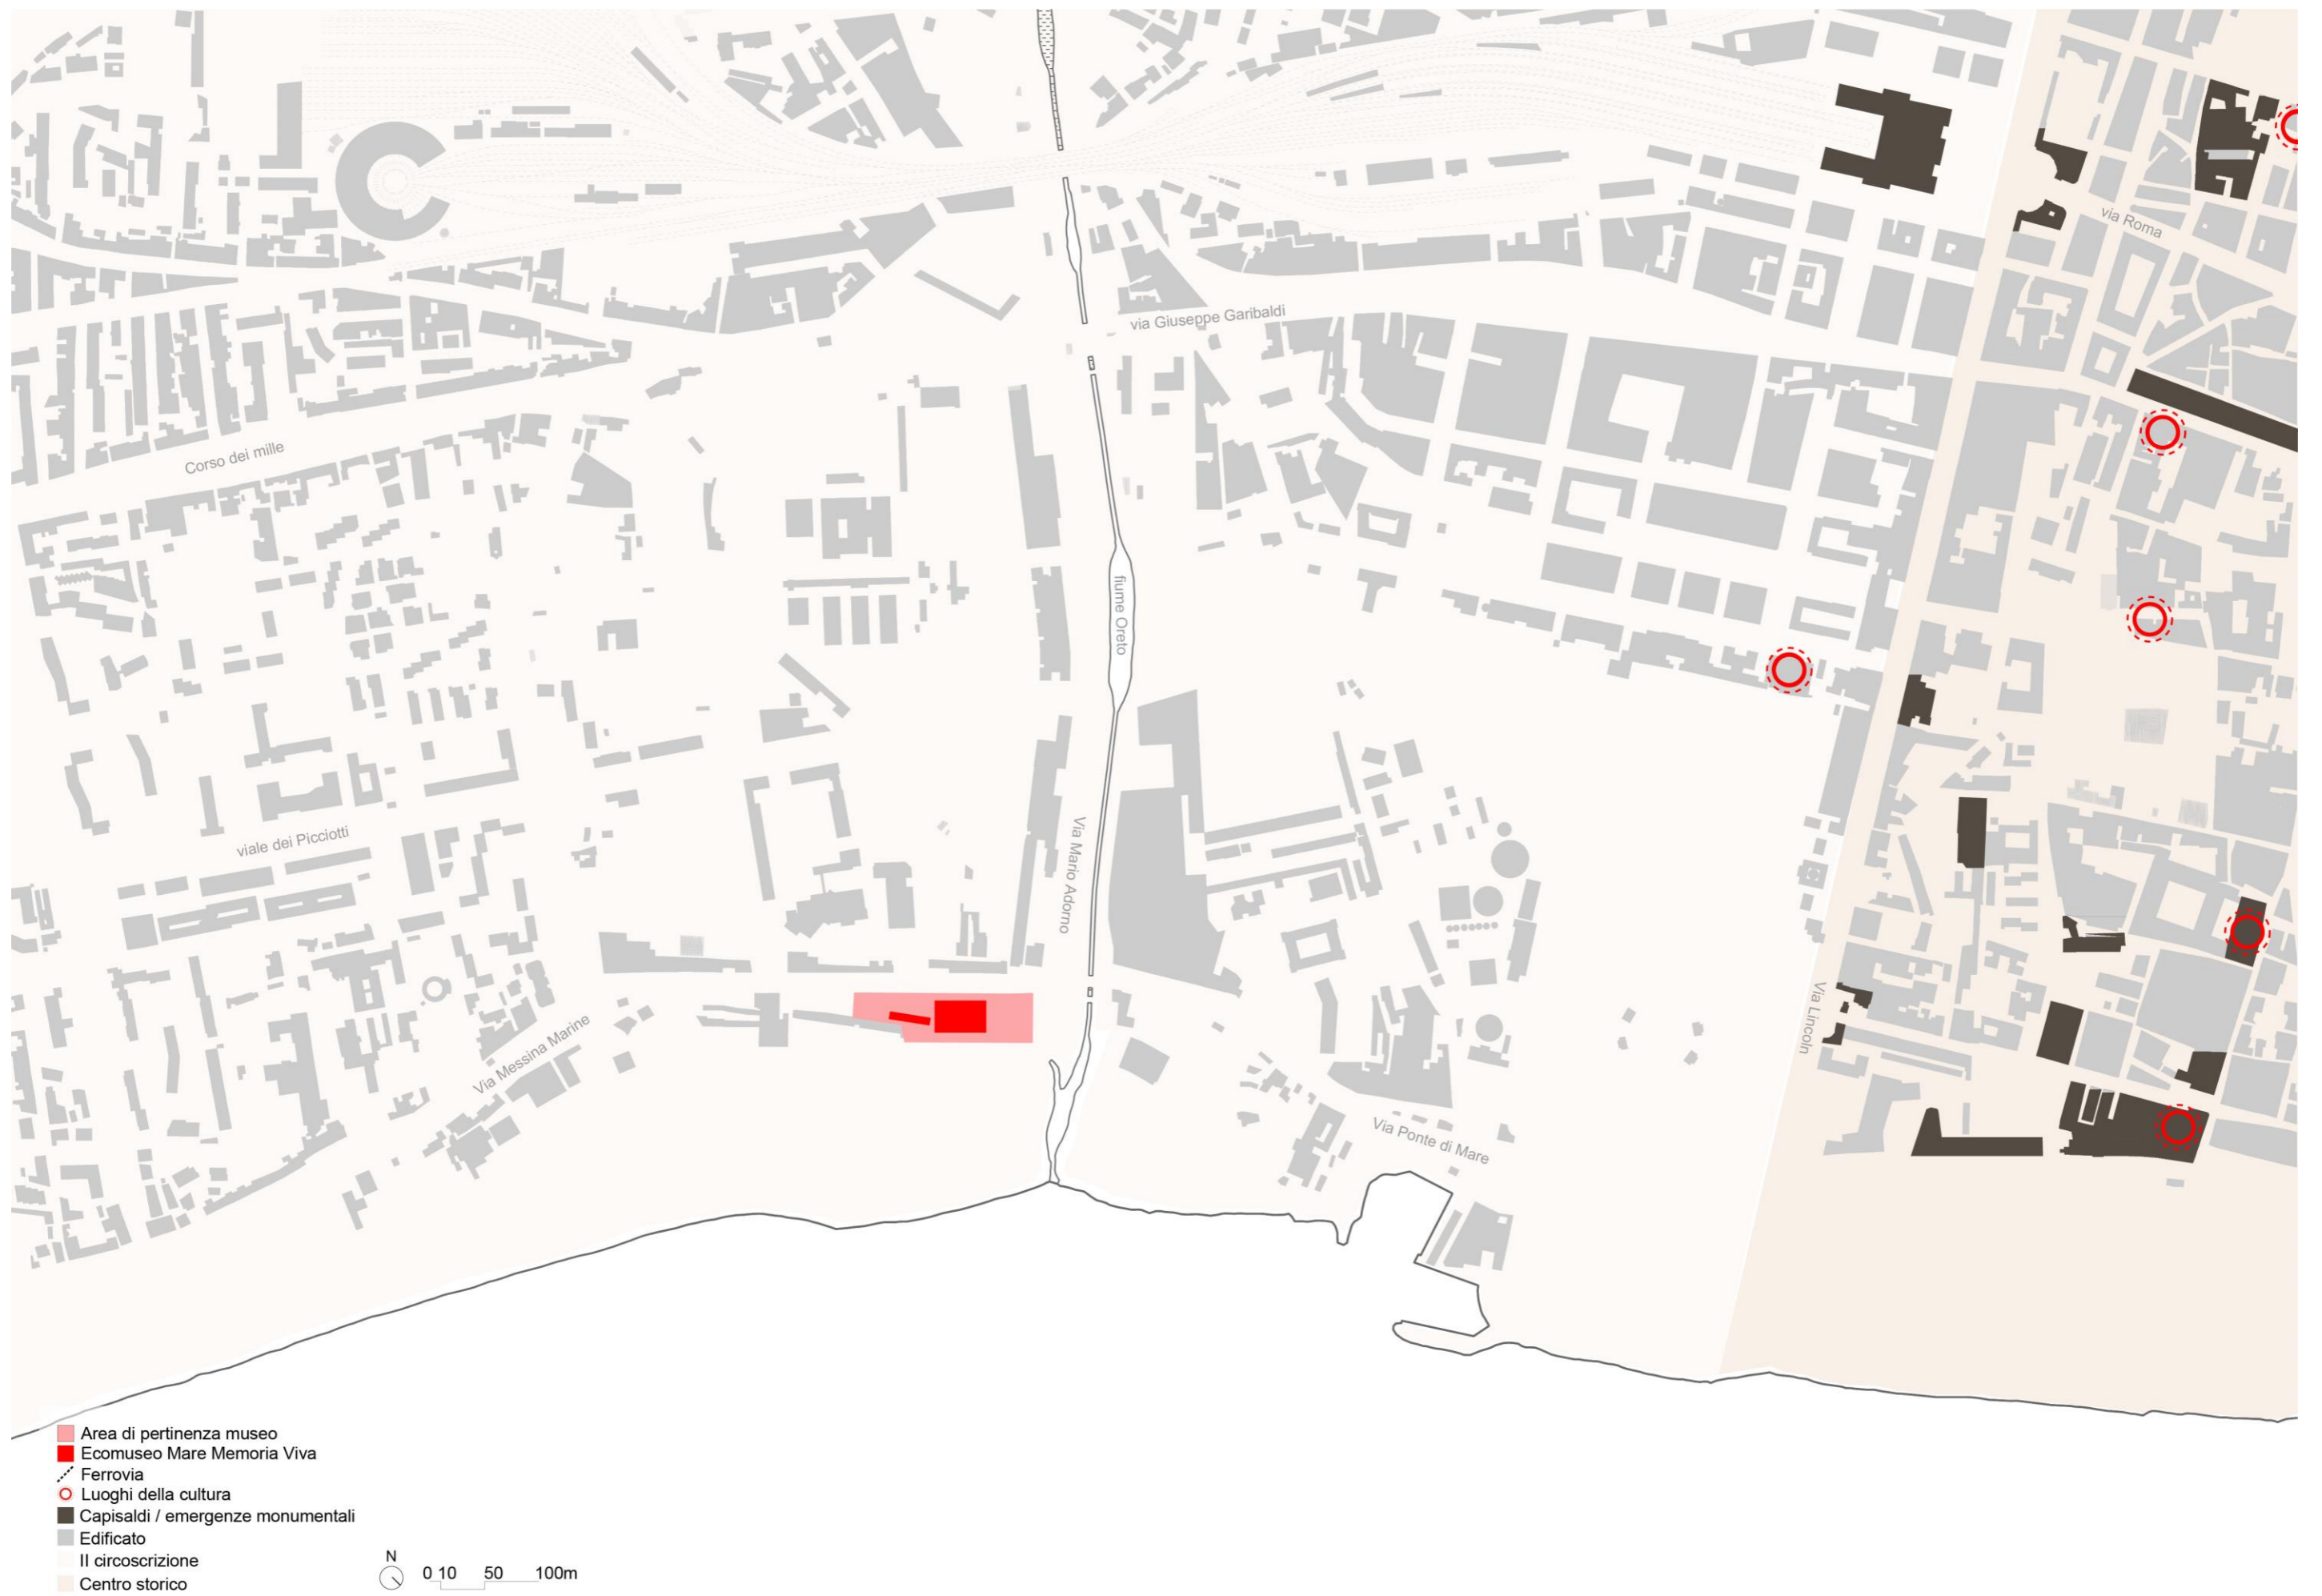 via Roma
via Giuseppe Garibaldi
Corso dei mille
fiume Oreto
viale dei Picciotti
Via Mario Adorno
Via Lincoln
Via Messina Marine
Via Ponte di Mare
Area di pertinenza museo
Ecomuseo Mare Memoria Viva
Ferrovia
Luoghi della cultura
Capisaldi / emergenze monumentali
Edificato
II circoscrizione
Centro storico
N
0 10 50 100m